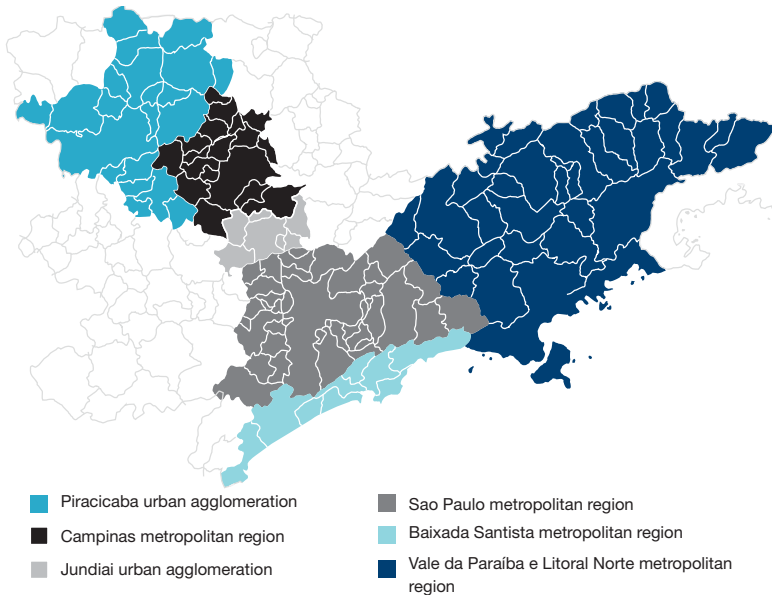 Piracicaba urban agglomeration
Campinas metropolitan region
Jundiai urban agglomeration
Sao Paulo metropolitan region
Baixada Santista metropolitan region
Vale da Paraíba e Litoral Norte metropolitan
region